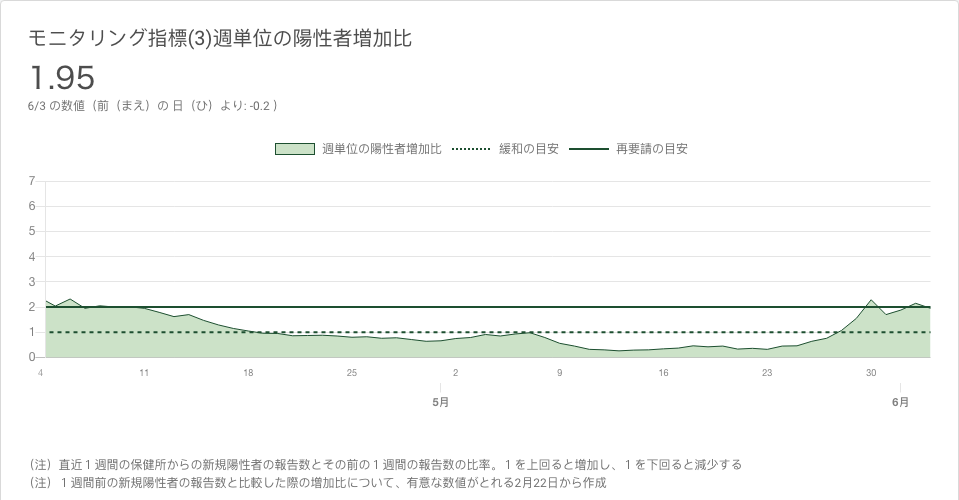 モニタリング指標(3)週単位の陽性者増加比
1.95
6/3 の数値（前（まえ）の 日（ひ）より: -0.2 ）
週単位の陽性者増加比 緩和の目安 再要請の目安
7
6
5
4
3
2
1
0
4 11 18 25 2 9 16 23 30
5月 6月
（注）直近１週間の保健所からの新規陽性者の報告数とその前の１週間の報告数の比率。１を上回ると増加し、１を下回ると減少する
（注）１週間前の新規陽性者の報告数と比較した際の増加比について、有意な数値がとれる2月22日から作成